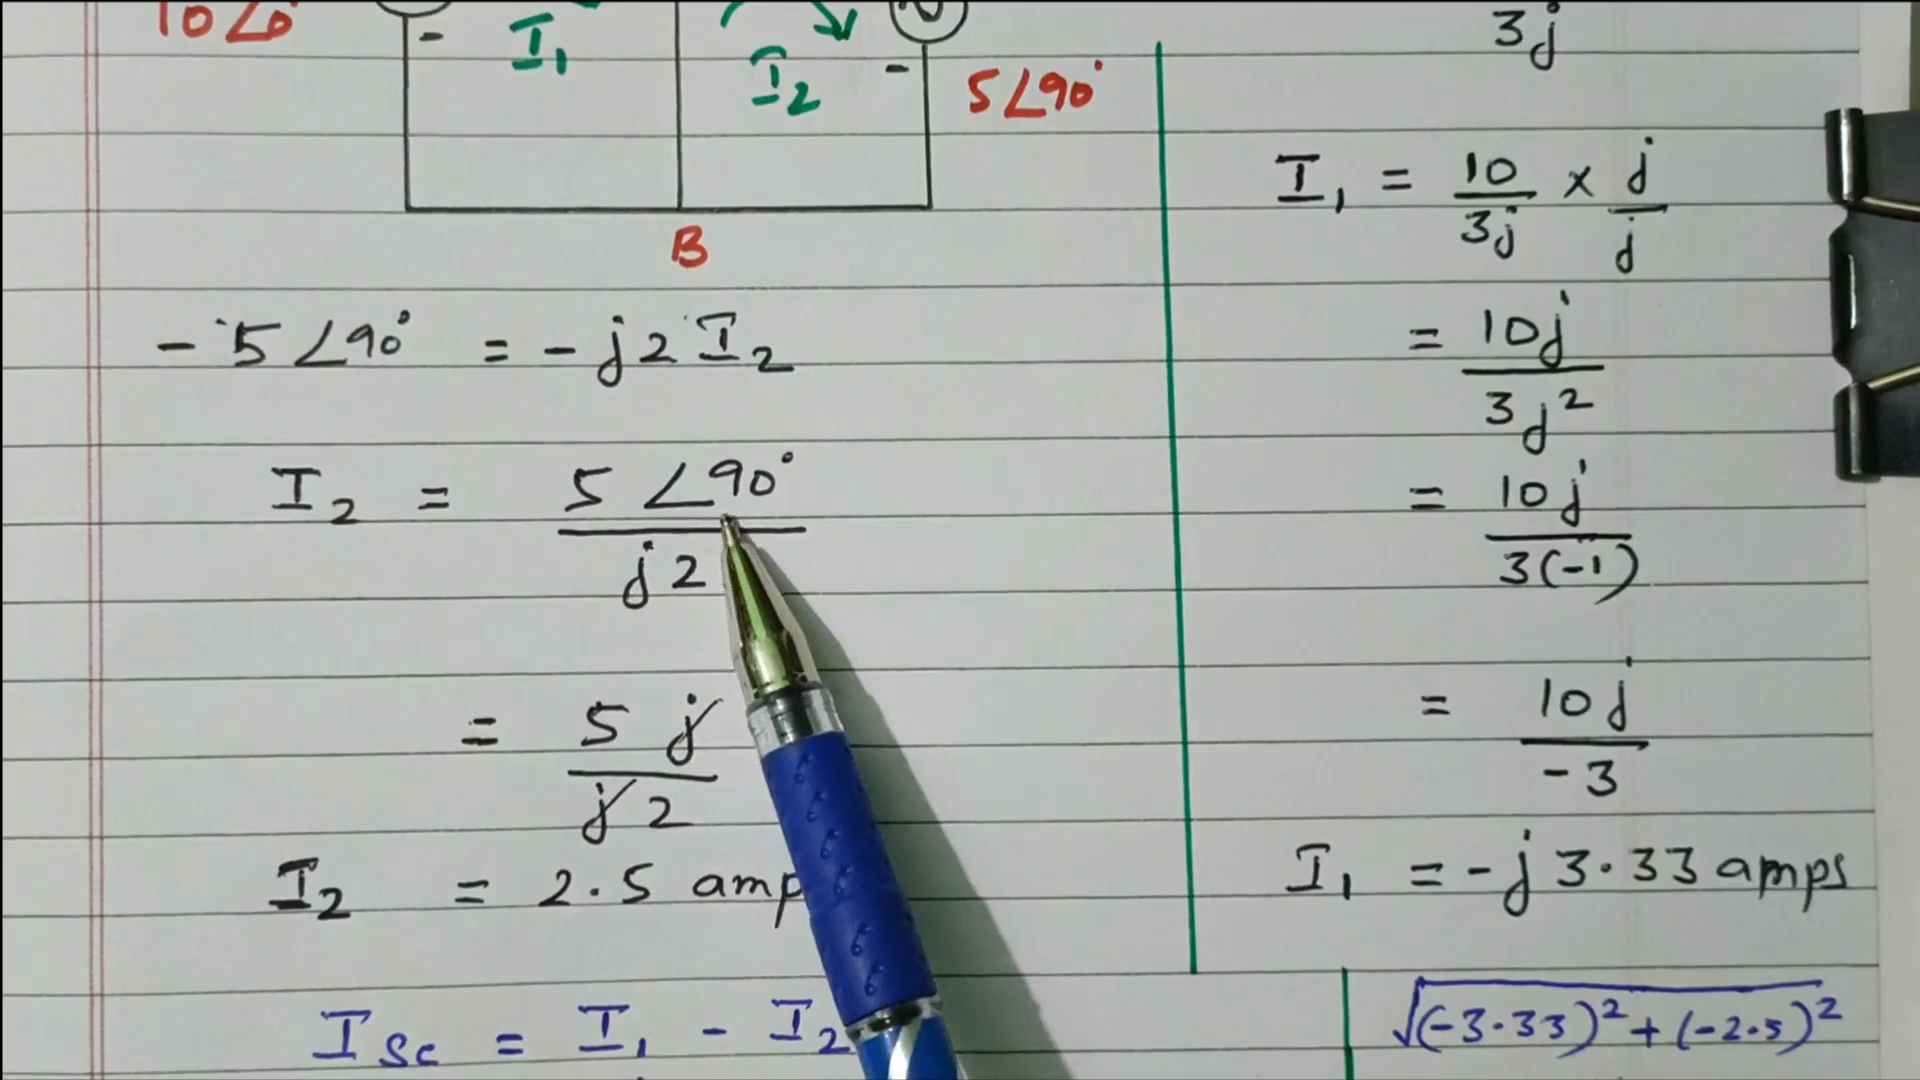 10∠0° - I₁ I₂ - 5∠90°
B
- 5∠90° = -j2 I₂
I₂ = 5∠90° / j2
= 5j / j2
I₂ = 2.5 amp
I sc = I₁ - I₂
3j
I₁ = 10/3j × j/j
= 10j / 3j²
= 10j / 3(-1)
= 10j / -3
I₁ = -j 3.33 amps
√(-3.33)² + (-2.5)²